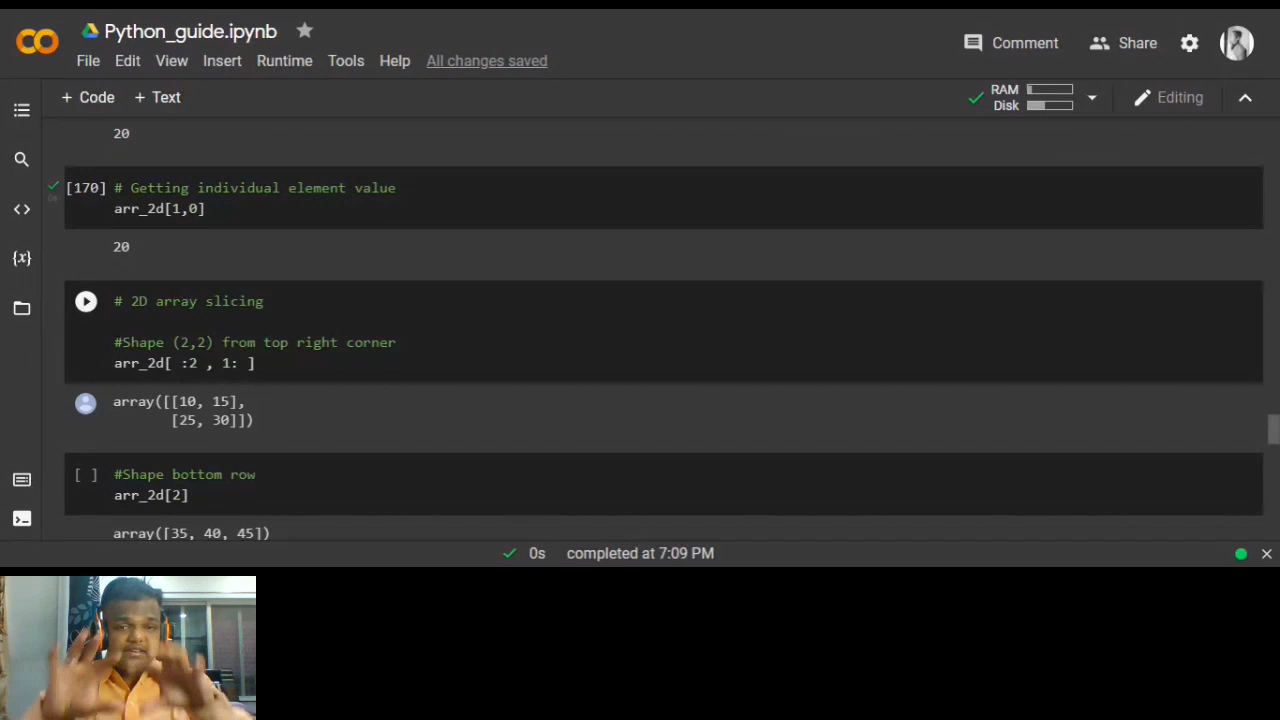 Python_guide.ipynb
File Edit View Insert Runtime Tools Help All changes saved
Comment Share
+ Code + Text
RAM
Disk
Editing
20
[170] # Getting individual element value
arr_2d[1,0]
0s
20
# 2D array slicing
#Shape (2,2) from top right corner
arr_2d[ :2 , 1: ]
array([[10, 15],
[25, 30]])
[ ] #Shape bottom row
arr_2d[2]
array([35, 40, 45])
0s completed at 7:09 PM